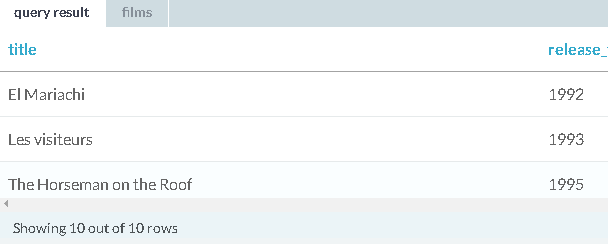 query result films
title release_
El Mariachi 1992
Les visiteurs 1993
The Horseman on the Roof 1995
Showing 10 out of 10 rows